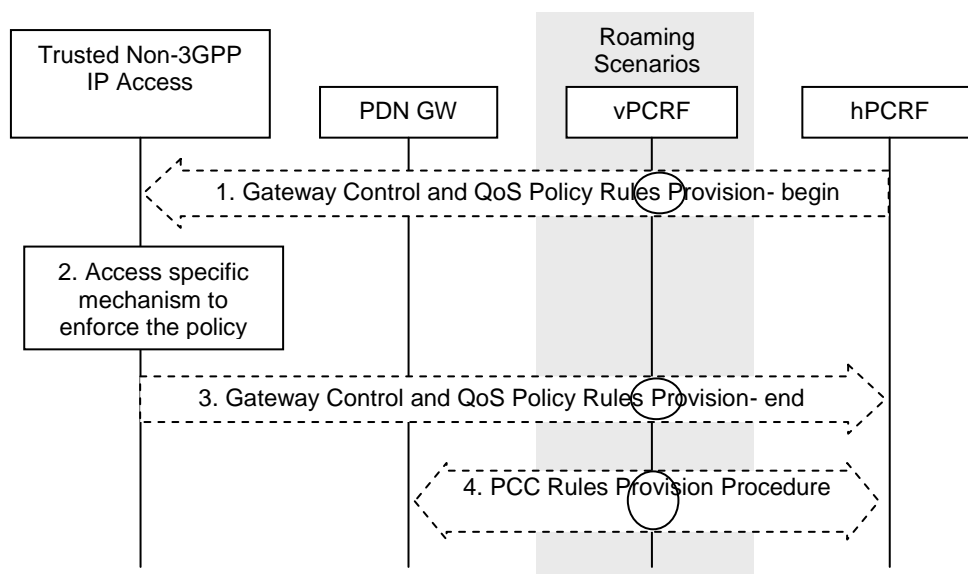 Roaming
Scenarios
Trusted Non-3GPP
IP Access
PDN GW
vPCRF
hPCRF
1. Gateway Control and QoS Policy Rules Provision- begin
2. Access specific
mechanism to
enforce the policy
3. Gateway Control and QoS Policy Rules Provision- end
4. PCC Rules Provision Procedure